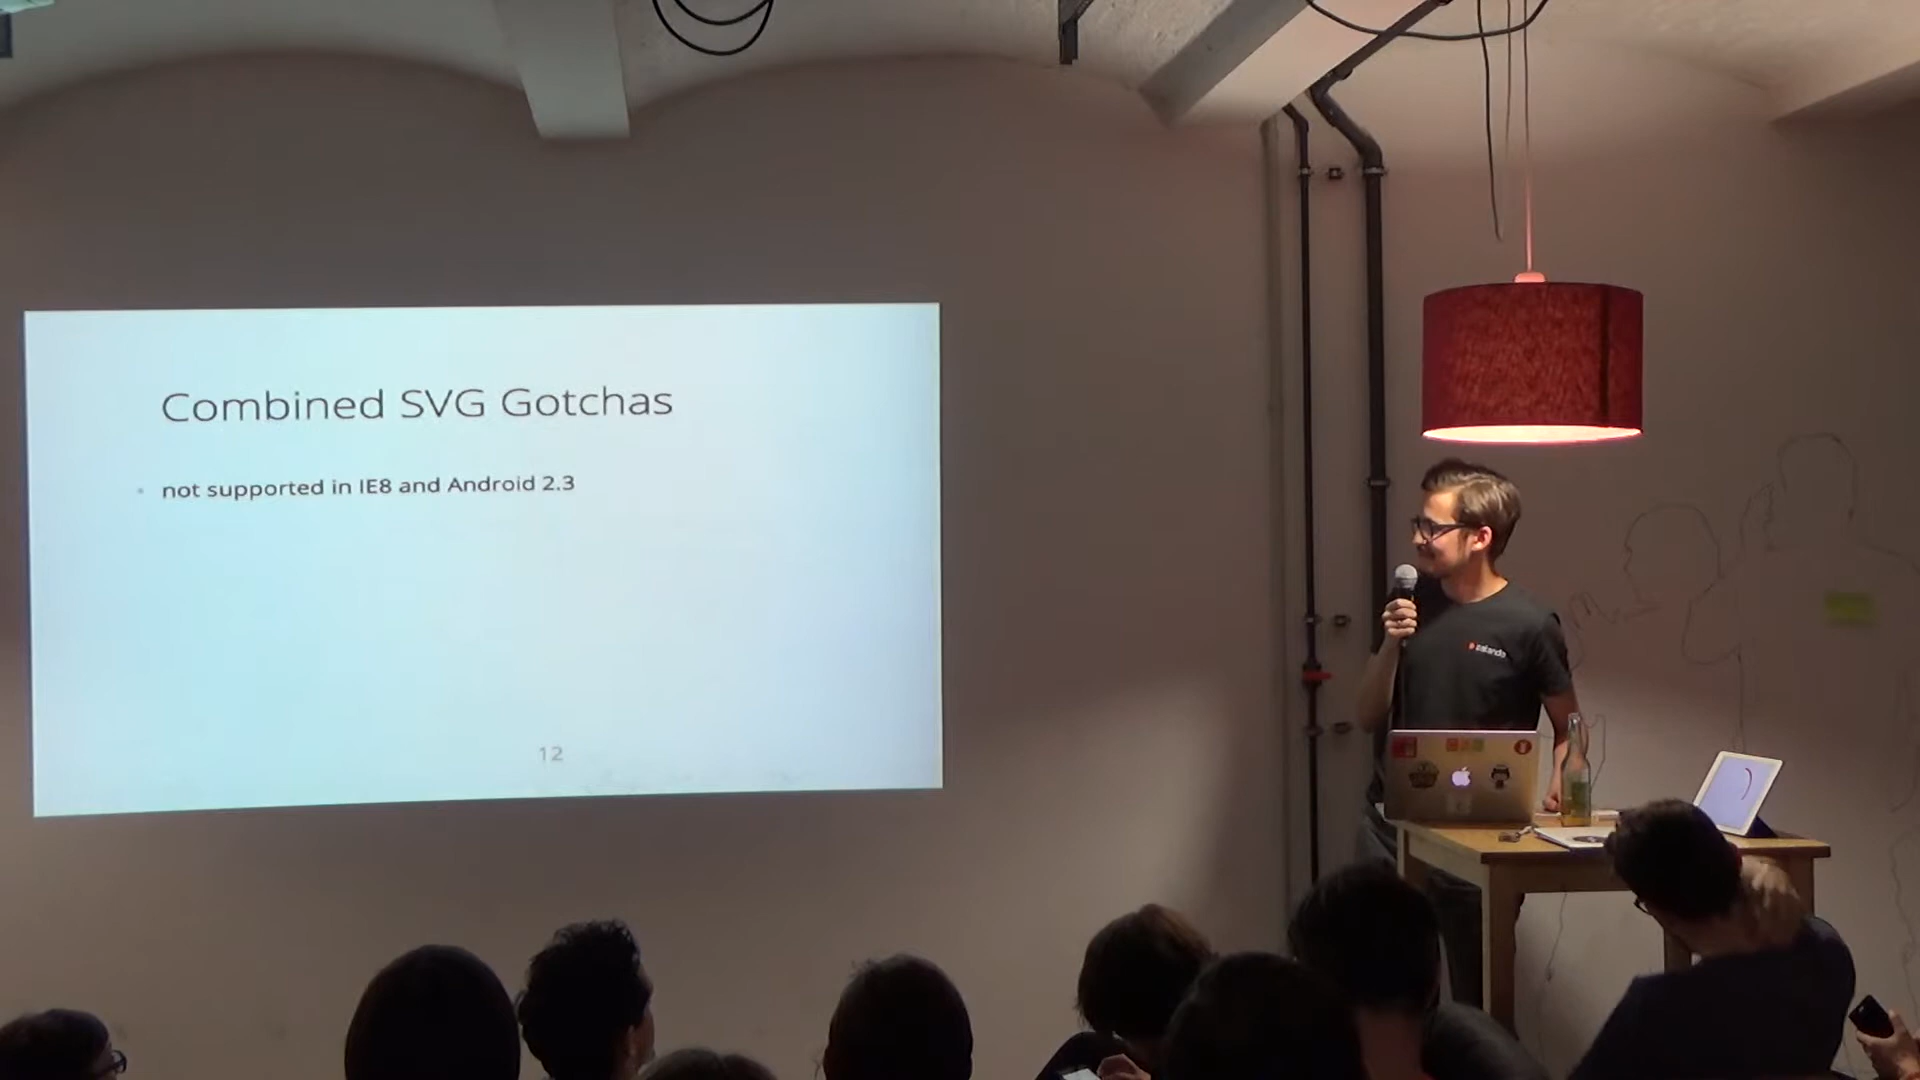 Combined SVG Gotchas
not supported in IE8 and Android 2.3
12
zalando